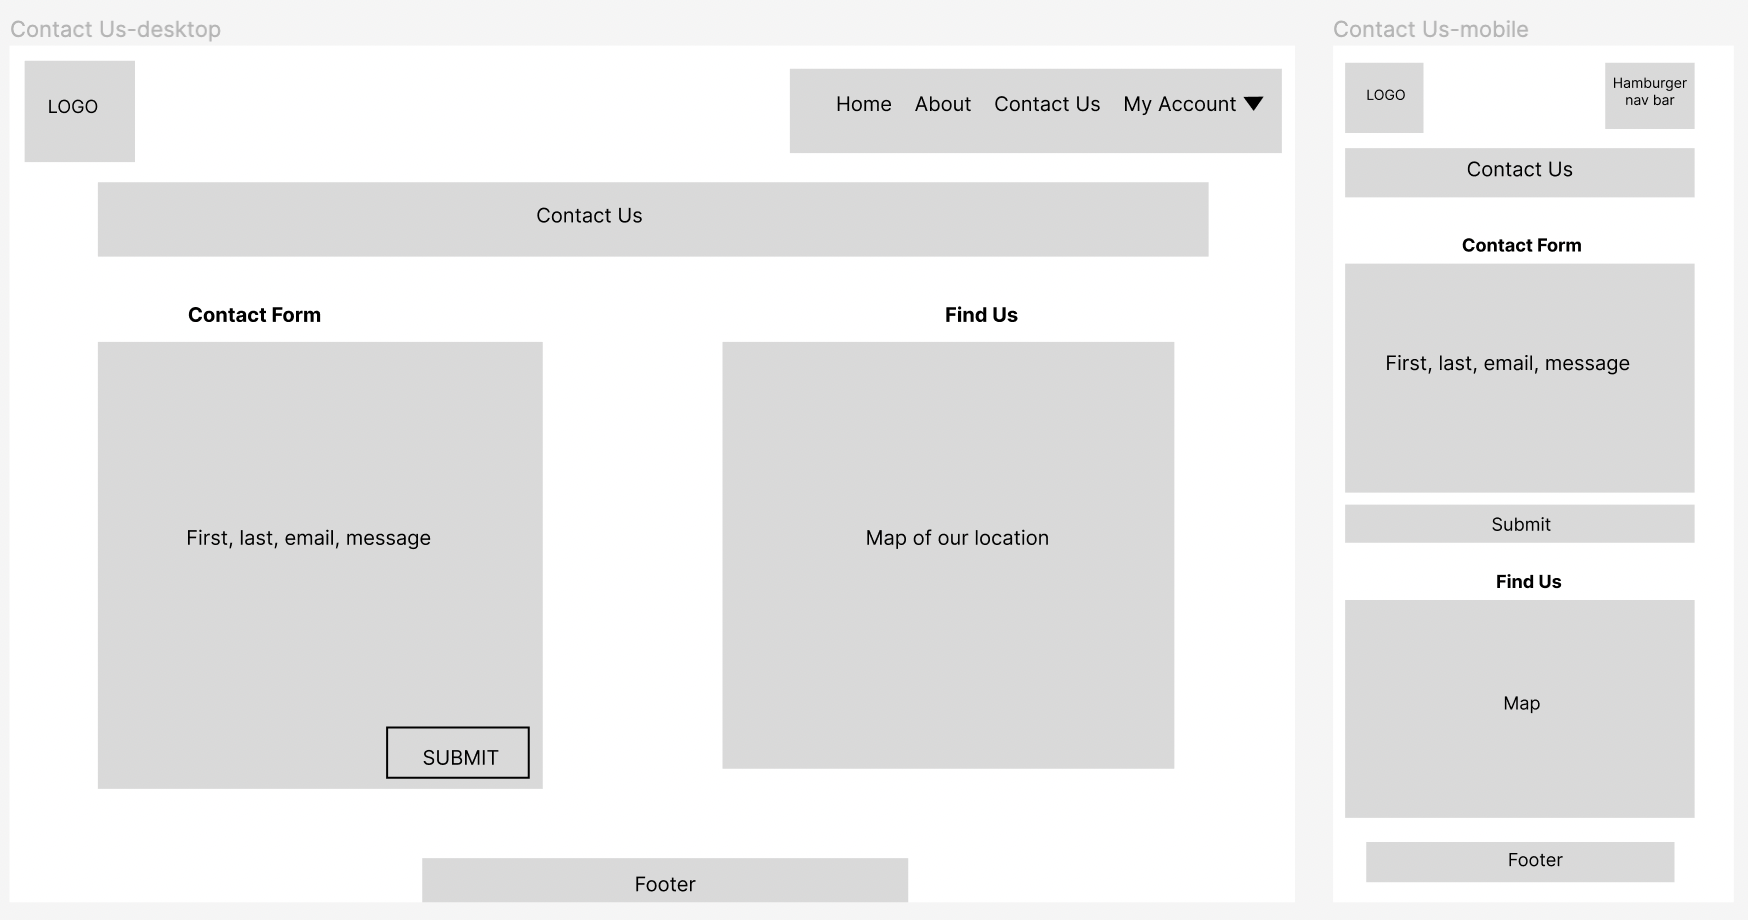 Contact Us-desktop
LOGO
Home About Contact Us My Account
Contact Us
Contact Form
First, last, email, message
SUBMIT
Find Us
Map of our location
Footer
Contact Us-mobile
LOGO
Hamburger
nav bar
Contact Us
Contact Form
First, last, email, message
Submit
Find Us
Map
Footer